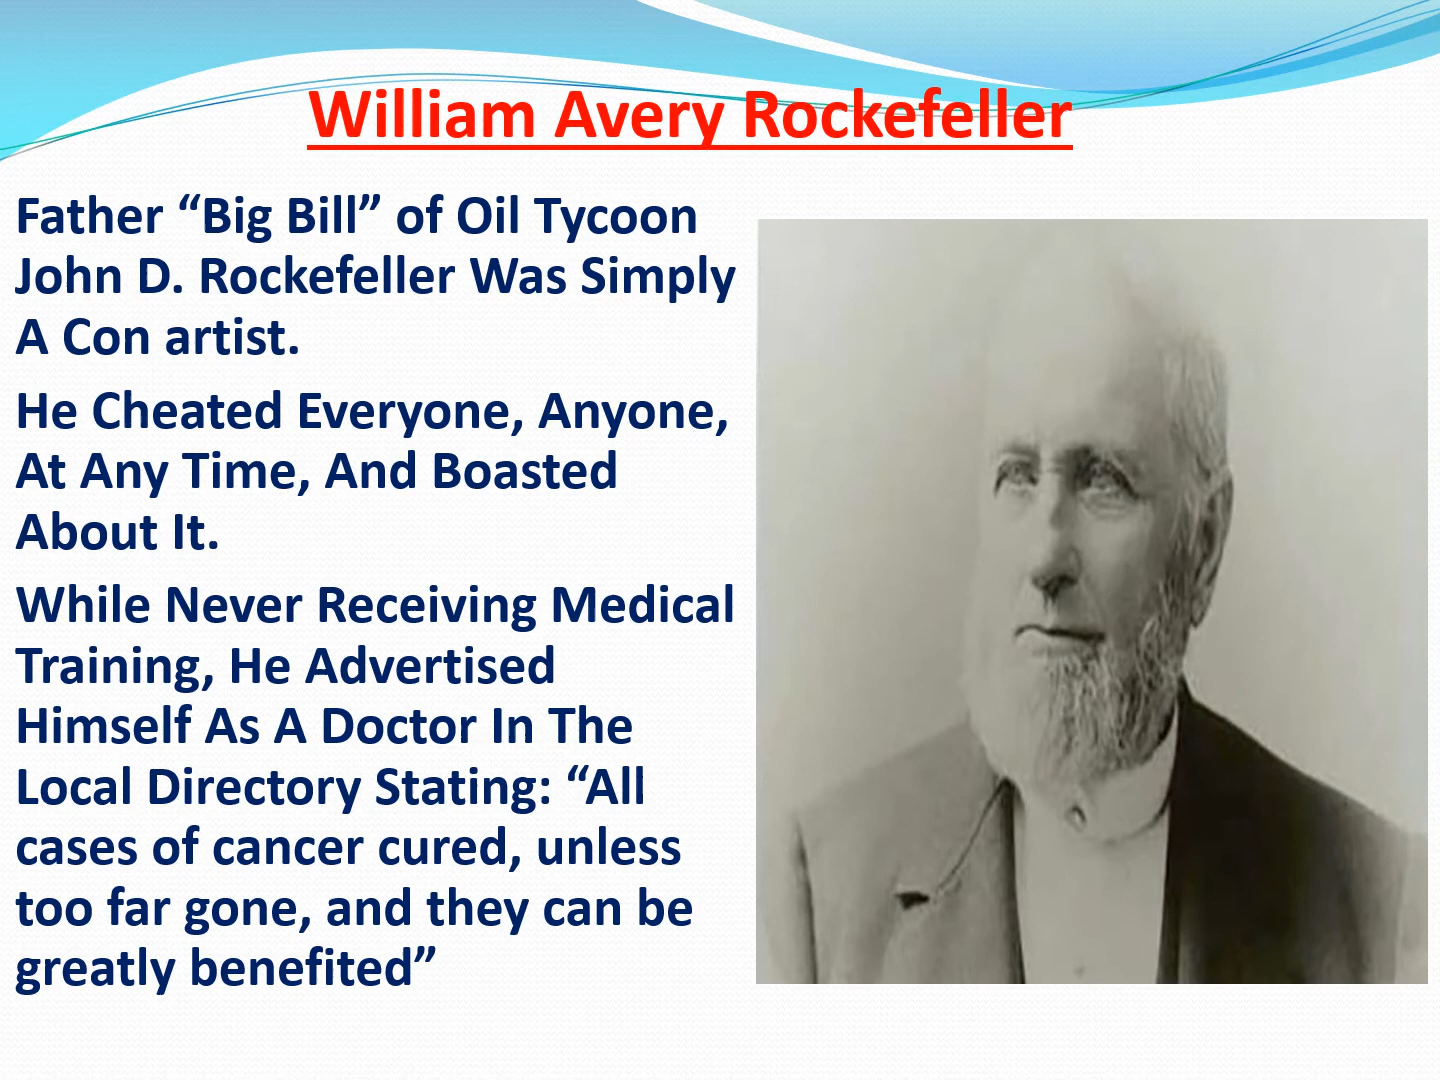 William Avery Rockefeller
Father “Big Bill” of Oil Tycoon
John D. Rockefeller Was Simply
A Con artist.
He Cheated Everyone, Anyone,
At Any Time, And Boasted
About It.
While Never Receiving Medical
Training, He Advertised
Himself As A Doctor In The
Local Directory Stating: “All
cases of cancer cured, unless
too far gone, and they can be
greatly benefited”